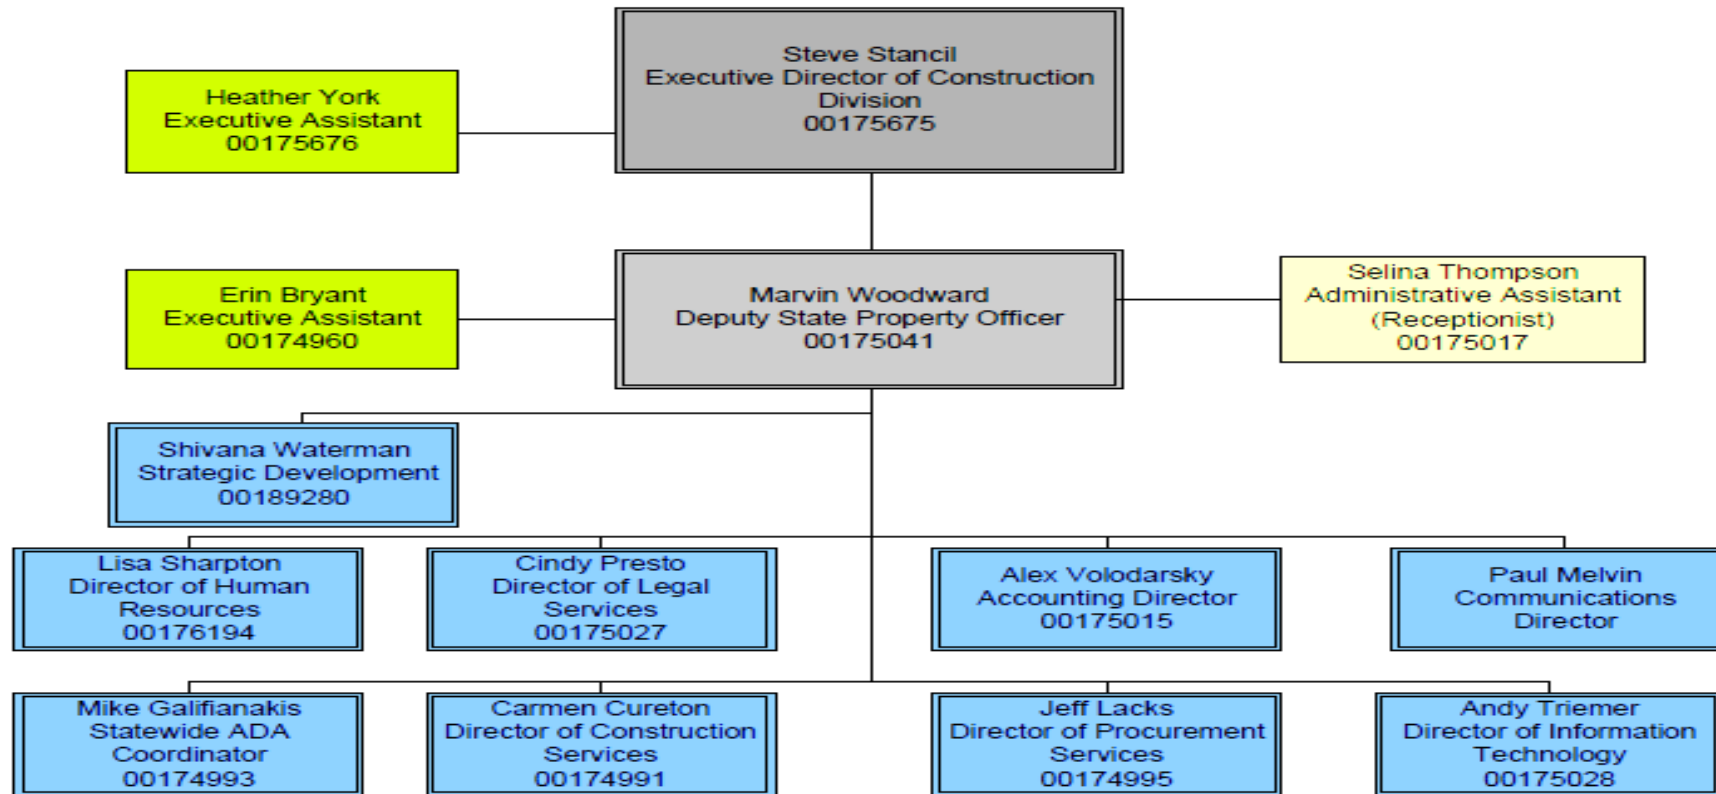 Steve Stancil
Executive Director of Construction
Division
00175675
Heather York
Executive Assistant
00175676
Erin Bryant
Executive Assistant
00174960
Marvin Woodward
Deputy State Property Officer
00175041
Selina Thompson
Administrative Assistant
(Receptionist)
00175017
Shivana Waterman
Strategic Development
00189280
Lisa Sharpton
Director of Human
Resources
00176194
Cindy Presto
Director of Legal
Services
00175027
Alex Volodarsky
Accounting Director
00175015
Paul Melvin
Communications
Director
Mike Galifianakis
Statewide ADA
Coordinator
00174993
Carmen Cureton
Director of Construction
Services
00174991
Jeff Lacks
Director of Procurement
Services
00174995
Andy Triemer
Director of Information
Technology
00175028